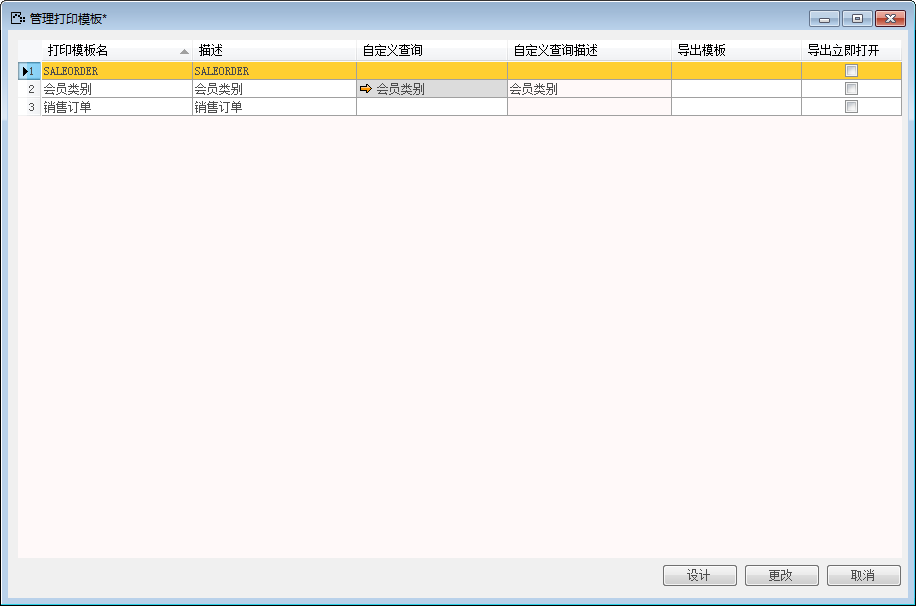 管理打印模板*
打印模板名 描述 自定义查询 自定义查询描述 导出模板 导出立即打开
1 SALEORDER SALEORDER
2 会员类别 会员类别 会员类别 会员类别
3 销售订单 销售订单
设计 更改 取消